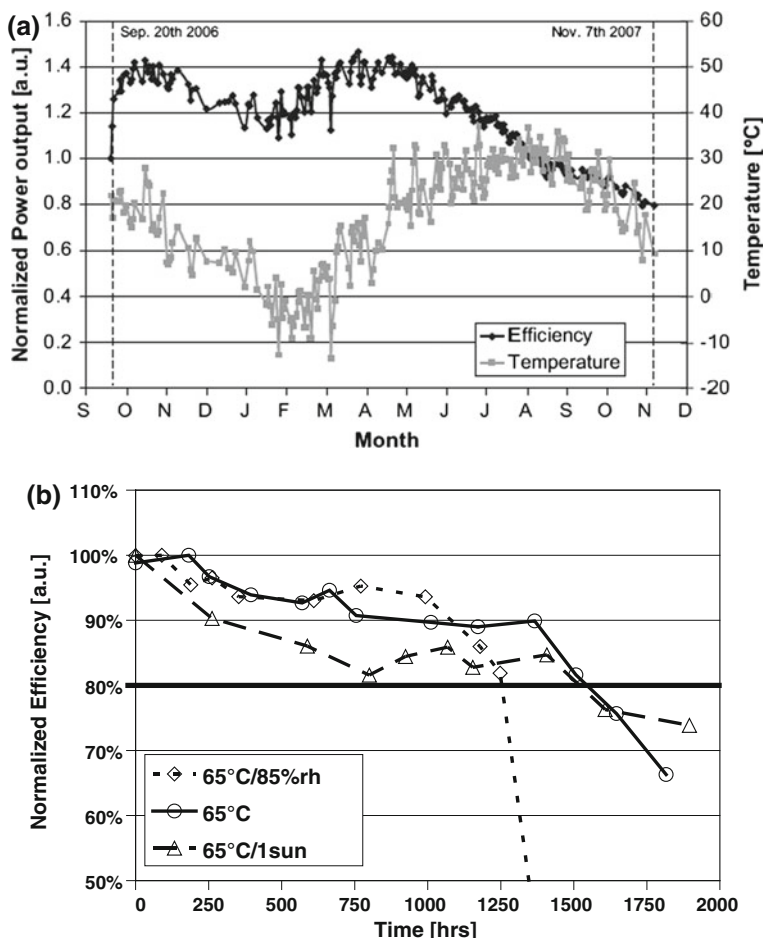 (a)
Sep. 20th 2006
Nov. 7th 2007
1.6
1.4
1.2
1.0
0.8
0.6
0.4
0.2
0.0
Normalized Power output [a.u.]
60
50
40
30
20
10
0
-10
-20
Temperature [°C]
Efficiency
Temperature
S O N D J F M A M J J A S O N D
Month
(b)
110%
100%
90%
80%
70%
60%
50%
Normalized Efficiency [a.u.]
65°C/85%rh
65°C
65°C/1sun
0 250 500 750 1000 1250 1500 1750 2000
Time [hrs]